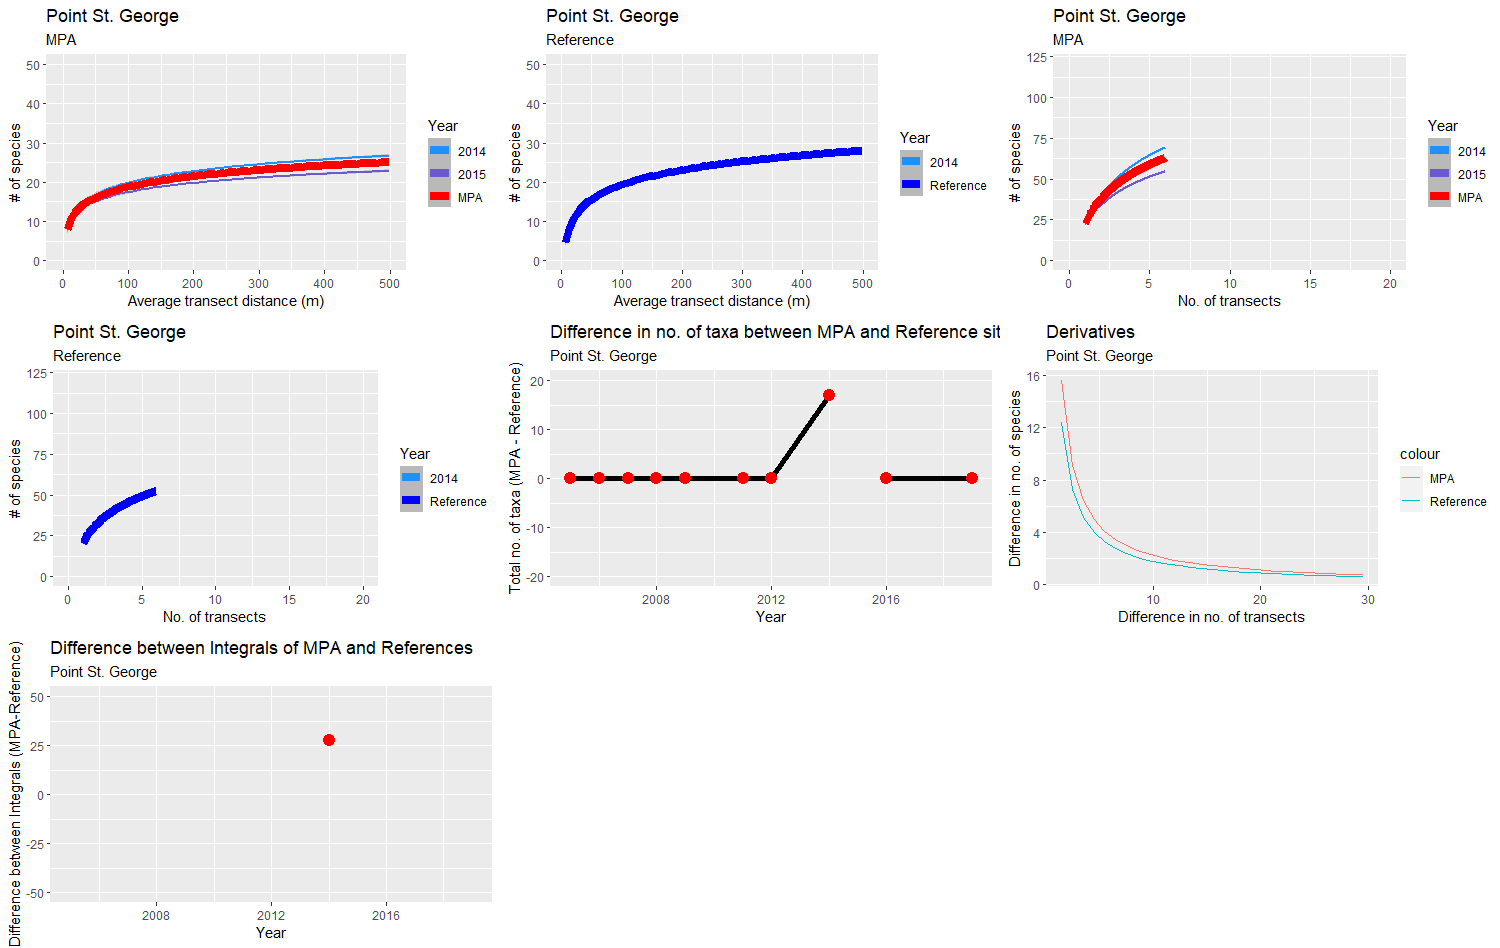 Point St. George
MPA
# of species
50
40
30
20
10
0
0 100 200 300 400 500
Average transect distance (m)
Year
2014
2015
MPA
Point St. George
Reference
# of species
50
40
30
20
10
0
0 100 200 300 400 500
Average transect distance (m)
Year
2014
Reference
Point St. George
MPA
# of species
125
100
75
50
25
0
0 5 10 15 20
No. of transects
Year
2014
2015
MPA
Point St. George
Reference
# of species
125
100
75
50
25
0
0 5 10 15 20
No. of transects
Year
2014
Reference
Difference in no. of taxa between MPA and Reference sit
Point St. George
Total no. of taxa (MPA - Reference)
20
10
0
-10
-20
2008 2012 2016
Year
Derivatives
Point St. George
Difference in no. of species
16
12
8
4
0
10 20 30
Difference in no. of transects
colour
MPA
Reference
Difference between Integrals of MPA and References
Point St. George
Difference between Integrals (MPA-Reference)
50
25
0
-25
-50
2008 2012 2016
Year